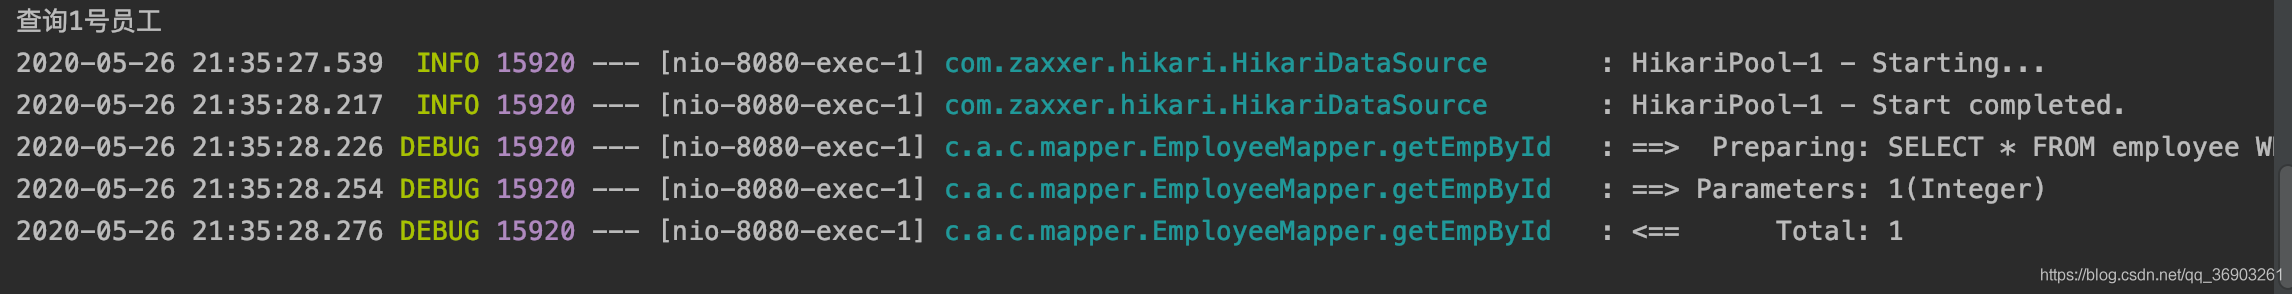 查询1号员工
2020-05-26 21:35:27.539  INFO 15920 --- [nio-8080-exec-1] com.zaxxer.hikari.HikariDataSource       : HikariPool-1 - Starting...
2020-05-26 21:35:28.217  INFO 15920 --- [nio-8080-exec-1] com.zaxxer.hikari.HikariDataSource       : HikariPool-1 - Start completed.
2020-05-26 21:35:28.226 DEBUG 15920 --- [nio-8080-exec-1] c.a.c.mapper.EmployeeMapper.getEmpById   : ==>  Preparing: SELECT * FROM employee
2020-05-26 21:35:28.254 DEBUG 15920 --- [nio-8080-exec-1] c.a.c.mapper.EmployeeMapper.getEmpById   : ==> Parameters: 1(Integer)
2020-05-26 21:35:28.276 DEBUG 15920 --- [nio-8080-exec-1] c.a.c.mapper.EmployeeMapper.getEmpById   : <==      Total: 1
https://blog.csdn.net/qq_36903261